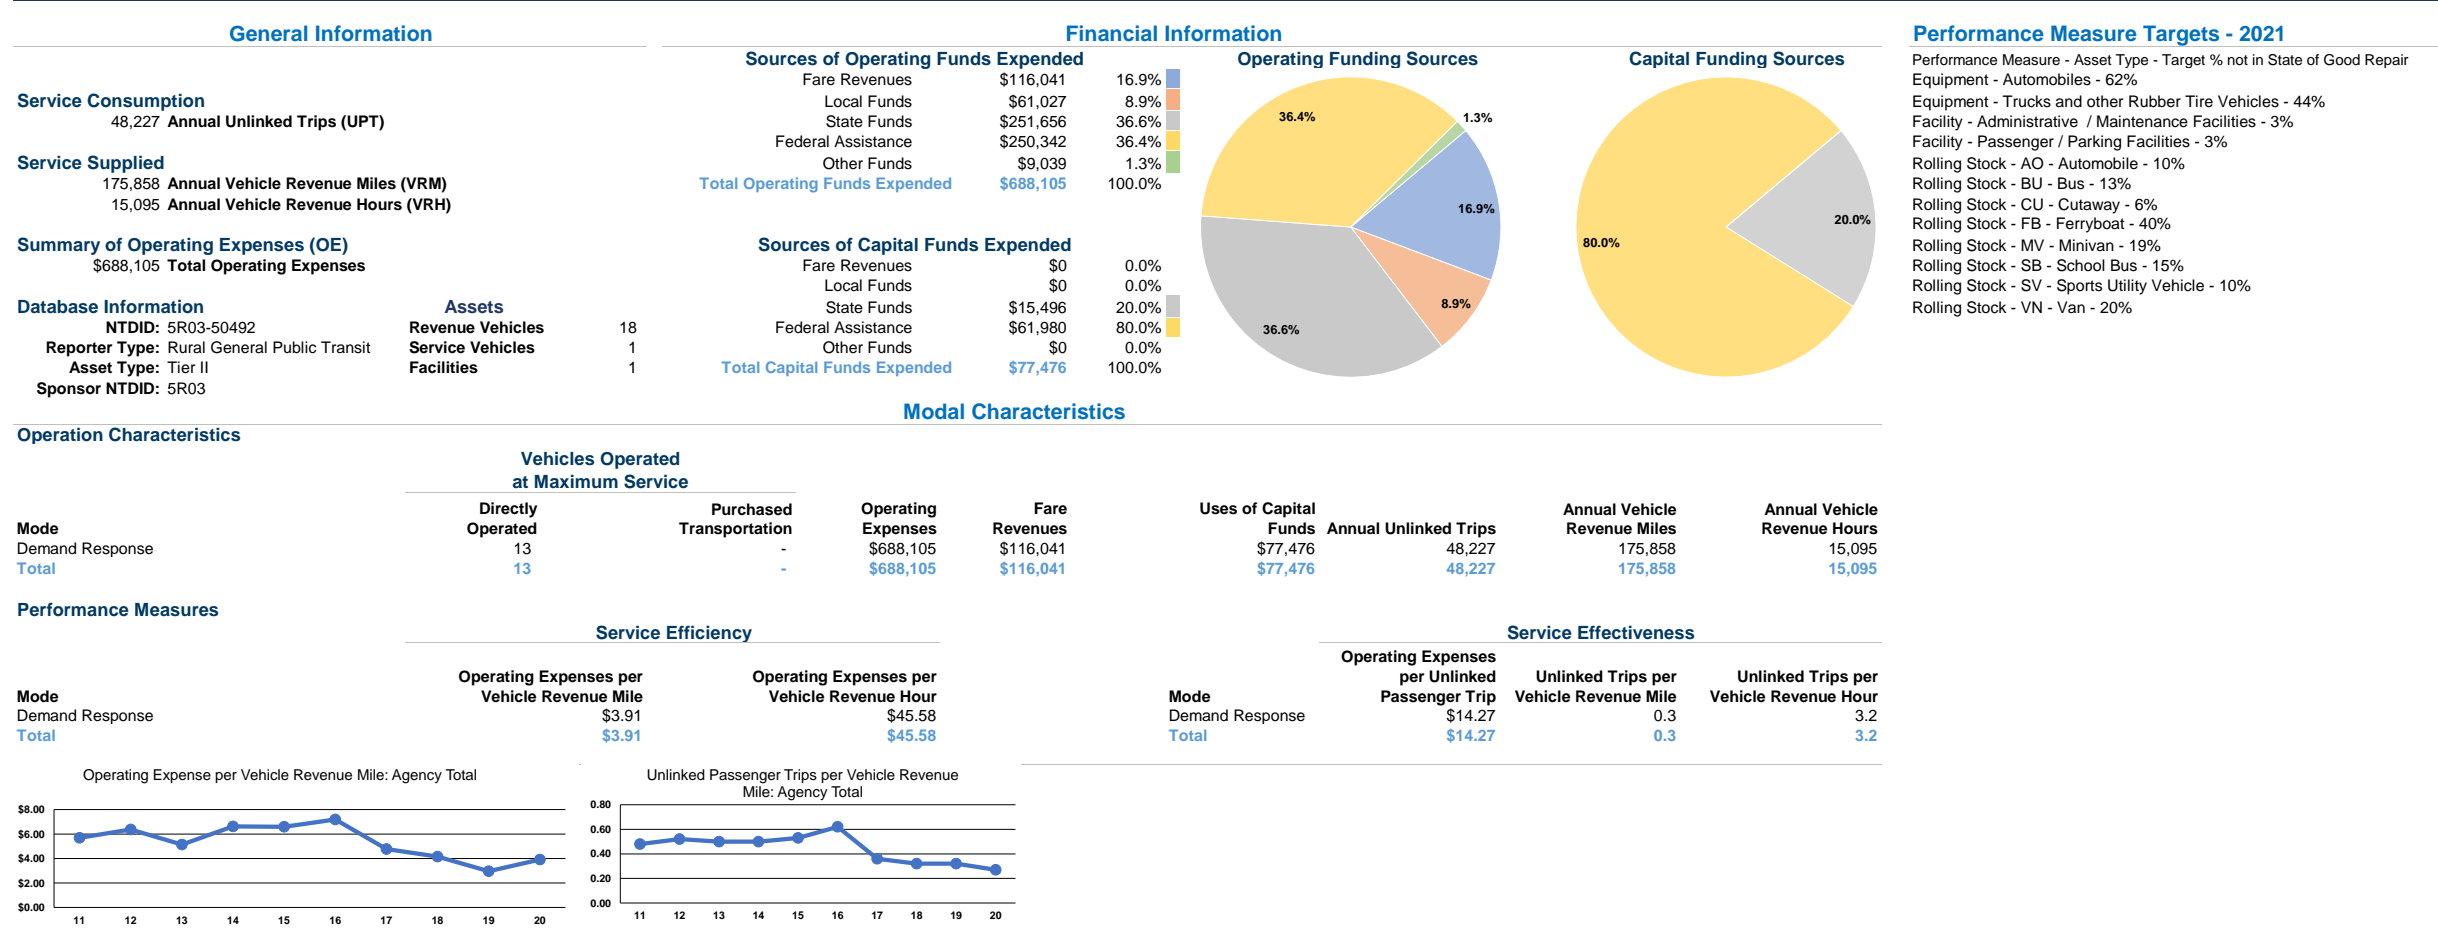 General Information
Service Consumption
48,227 Annual Unlinked Trips (UPT)
Service Supplied
175,858 Annual Vehicle Revenue Miles (VRM)
15,095 Annual Vehicle Revenue Hours (VRH)
Summary of Operating Expenses (OE)
$688,105 Total Operating Expenses
Database Information
NTDID: 5R03-50492
Reporter Type: Rural General Public Transit
Asset Type: Tier II
Sponsor NTDID: 5R03
Assets
Revenue Vehicles 18
Service Vehicles 1
Facilities 1
Financial Information
Sources of Operating Funds Expended
Fare Revenues $116,041 16.9%
Local Funds $61,027 8.9%
State Funds $251,656 36.6%
Federal Assistance $250,342 36.4%
Other Funds $9,039 1.3%
Total Operating Funds Expended $688,105 100.0%
Sources of Capital Funds Expended
Fare Revenues $0 0.0%
Local Funds $0 0.0%
State Funds $15,496 20.0%
Federal Assistance $61,980 80.0%
Other Funds $0 0.0%
Total Capital Funds Expended $77,476 100.0%
Operating Funding Sources
36.4%
1.3%
16.9%
8.9%
36.6%
Capital Funding Sources
20.0%
80.0%
Performance Measure Targets - 2021
Performance Measure - Asset Type - Target % not in State of Good Repair
Equipment - Automobiles - 62%
Equipment - Trucks and other Rubber Tire Vehicles - 44%
Facility - Administrative / Maintenance Facilities - 3%
Facility - Passenger / Parking Facilities - 3%
Rolling Stock - AO - Automobile - 10%
Rolling Stock - BU - Bus - 13%
Rolling Stock - CU - Cutaway - 6%
Rolling Stock - FB - Ferryboat - 40%
Rolling Stock - MV - Minivan - 19%
Rolling Stock - SB - School Bus - 15%
Rolling Stock - SV - Sports Utility Vehicle - 10%
Rolling Stock - VN - Van - 20%
Modal Characteristics
Operation Characteristics
Vehicles Operated
at Maximum Service
Directly Purchased Operating Fare Uses of Capital Annual Vehicle Annual Vehicle
Mode Operated Transportation Expenses Revenues Funds Annual Unlinked Trips Revenue Miles Revenue Hours
Demand Response 13 - $688,105 $116,041 $77,476 48,227 175,858 15,095
Total 13 - $688,105 $116,041 $77,476 48,227 175,858 15,095
Performance Measures
Service Efficiency
Operating Expenses per Operating Expenses per
Mode Vehicle Revenue Mile Vehicle Revenue Hour
Demand Response $3.91 $45.58
Total $3.91 $45.58
Service Effectiveness
Operating Expenses
per Unlinked Unlinked Trips per Unlinked Trips per
Mode Passenger Trip Vehicle Revenue Mile Vehicle Revenue Hour
Demand Response $14.27 0.3 3.2
Total $14.27 0.3 3.2
Operating Expense per Vehicle Revenue Mile: Agency Total
$8.00
$6.00
$4.00
$2.00
$0.00
11 12 13 14 15 16 17 18 19 20
Unlinked Passenger Trips per Vehicle Revenue
Mile: Agency Total
0.80
0.60
0.40
0.20
0.00
11 12 13 14 15 16 17 18 19 20